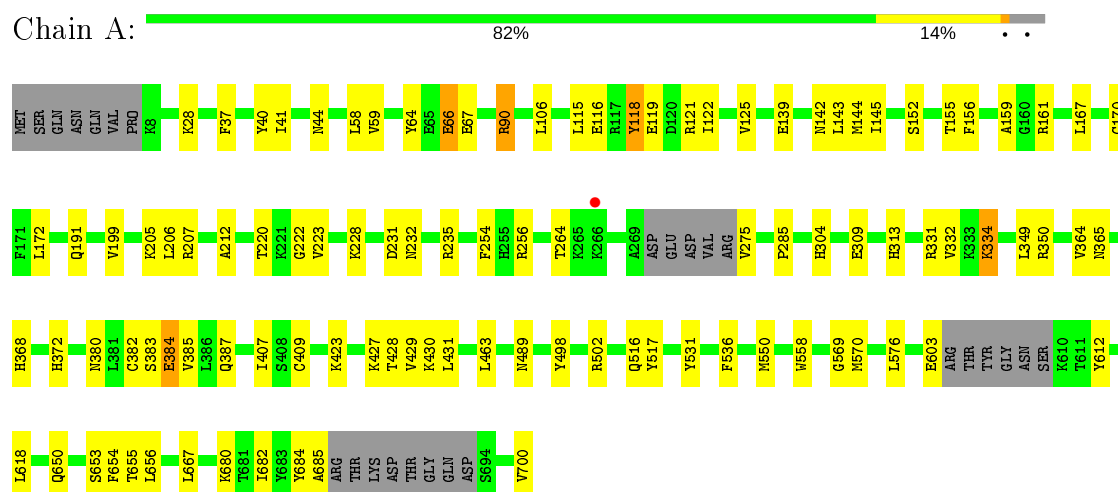 Chain A:
82% 14% • •
MET SER GLN ASN GLN VAL PRO K8 K28 F37 Y40 I41 N44 L58 V59 Y64 E65 E66 E67 R90 L106 L115 E116 R117 Y118 E119 D120 R121 I122 V125 E139 N142 L143 M144 I145 S152 T155 F156 A159 G160 R161 L167
F171 L172 Q191 V199 K205 L206 R207 A212 T220 K221 G222 V223 K228 D231 N232 R235 F254 H255 R256 T264 K265 K266 A269 ASP GLU ASP VAL ARG V275 P285 H304 E309 H313 R331 V332 K333 K334 L349 R350 V364 N365
H368 H372 N380 L381 C382 S383 E384 V385 L386 Q387 I407 S408 C409 K423 K427 T428 V429 K430 L431 L463 N489 Y498 R502 Q516 Y517 Y531 F536 M550 W558 G569 M570 L576 E603 ARG THR TYR GLY ASN SER K610 T611 Y612
L618 Q650 S653 F654 T655 L656 L667 K680 T681 I682 Y683 Y684 A685 ARG THR LYS ASP THR GLY GLN ASP S694 V700